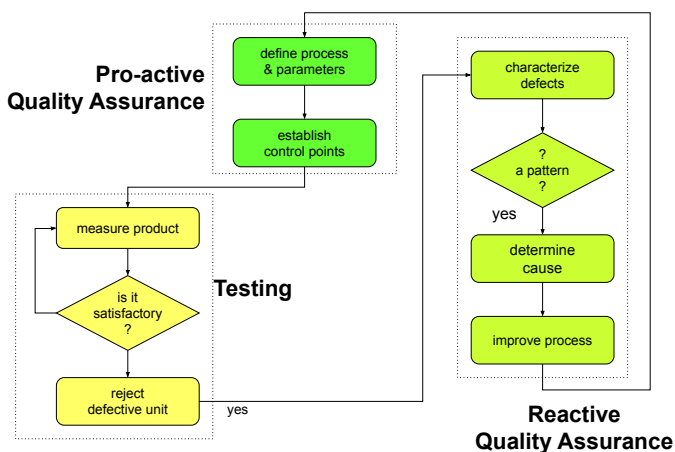 Pro-active
Quality Assurance
define process
& parameters
establish
control points
measure product
is it
satisfactory
?
reject
defective unit
yes
Testing
characterize
defects
?
a pattern
?
yes
determine
cause
improve process
Reactive
Quality Assurance